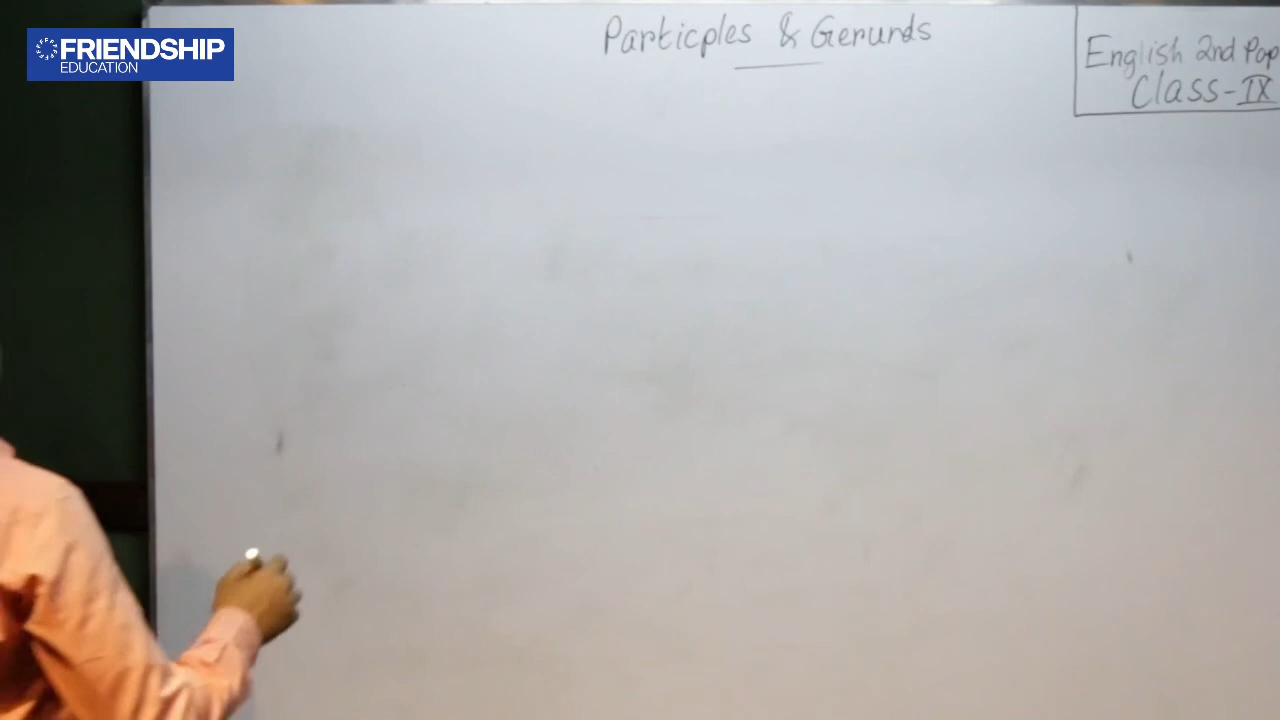 FRIENDSHIP
EDUCATION
Particples & Gerunds
English 2nd Pap
Class-IX